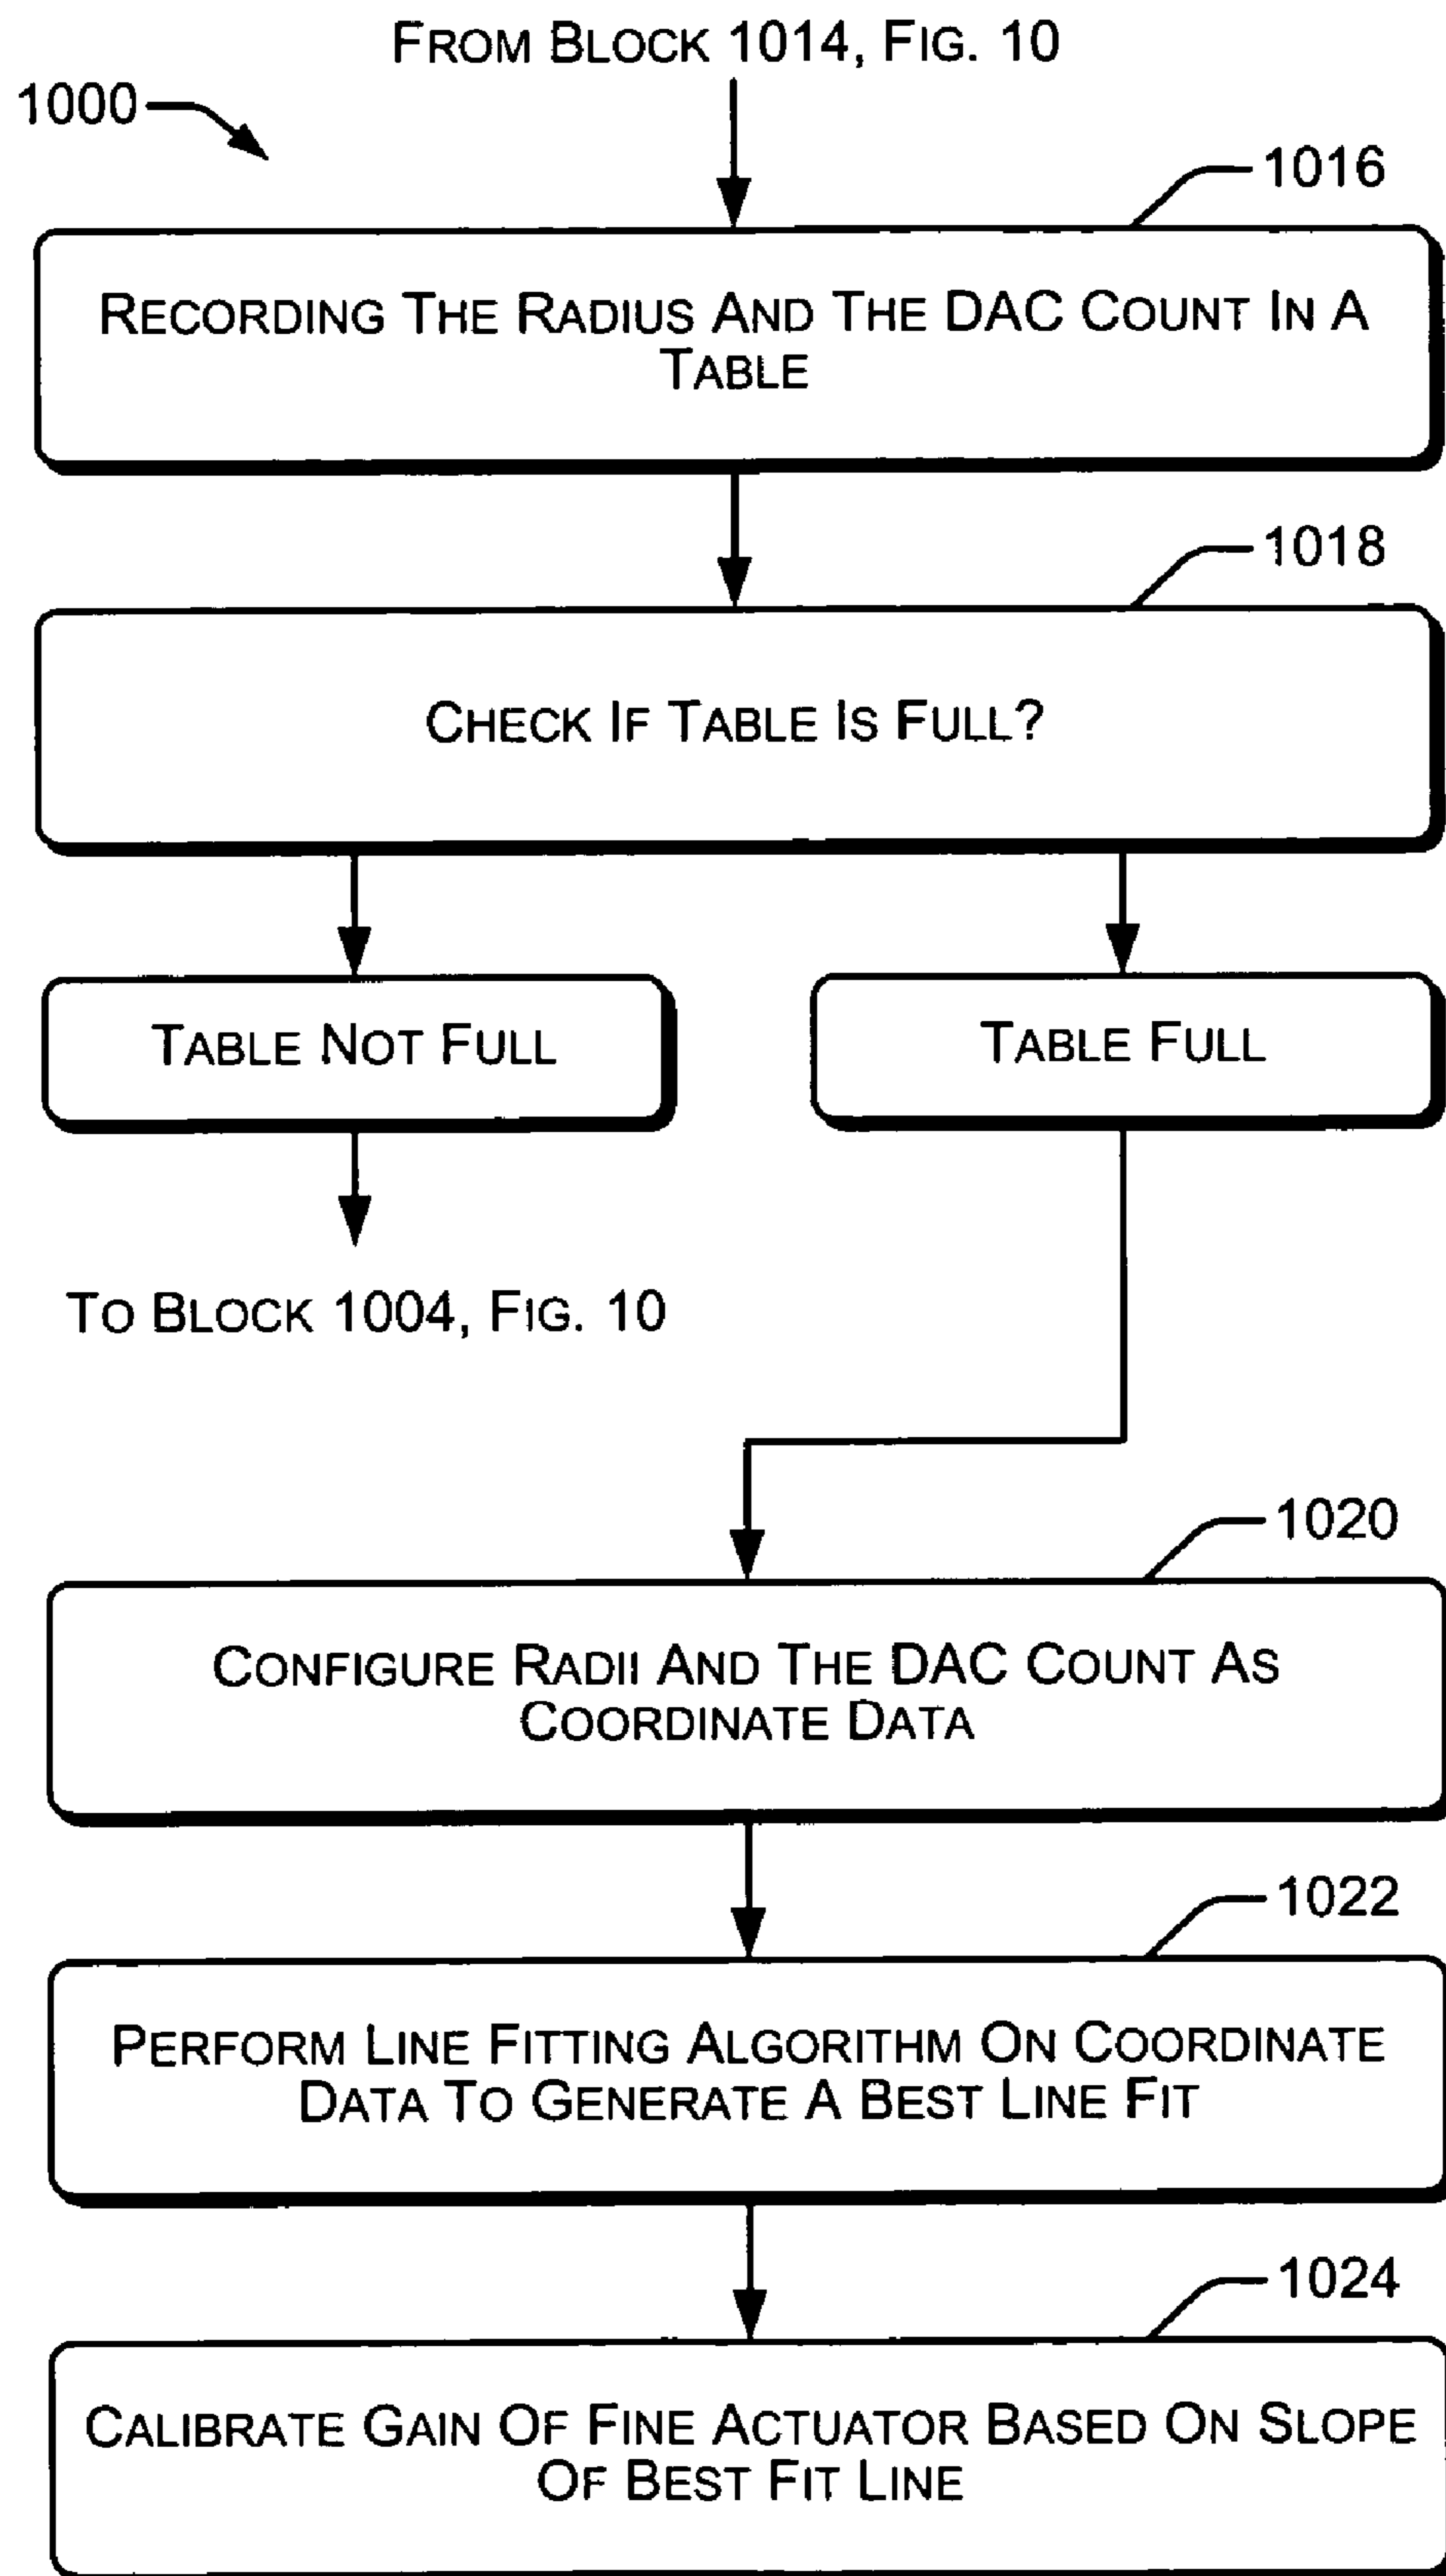 FROM BLOCK 1014, FIG. 10
1000
1016
RECORDING THE RADIUS AND THE DAC COUNT IN A
TABLE
1018
CHECK IF TABLE IS FULL?
TABLE NOT FULL
TABLE FULL
TO BLOCK 1004, FIG. 10
1020
CONFIGURE RADII AND THE DAC COUNT AS
COORDINATE DATA
1022
PERFORM LINE FITTING ALGORITHM ON COORDINATE
DATA TO GENERATE A BEST LINE FIT
1024
CALIBRATE GAIN OF FINE ACTUATOR BASED ON SLOPE
OF BEST FIT LINE